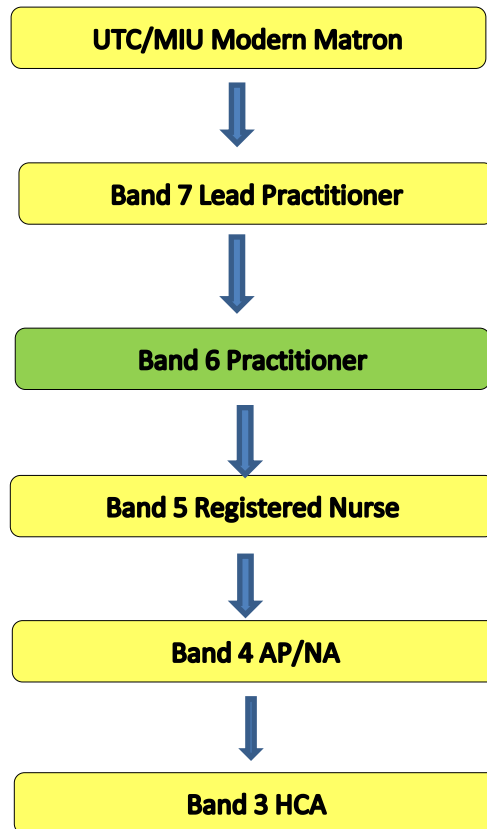 UTC/MIU Modern Matron
Band 7 Lead Practitioner
Band 6 Practitioner
Band 5 Registered Nurse
Band 4 AP/NA
Band 3 HCA